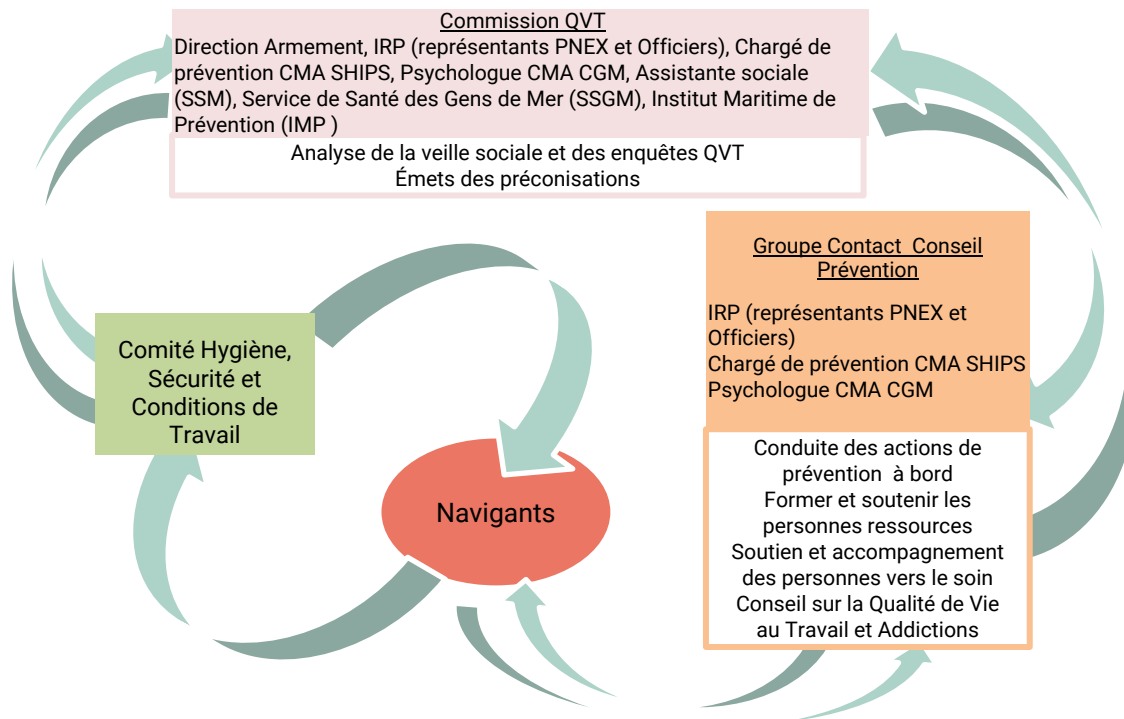 Commission QVT
Direction Armement, IRP (représentants PNEX et Officiers), Chargé de
prévention CMA SHIPS, Psychologue CMA CGM, Assistante sociale
(SSM), Service de Santé des Gens de Mer (SSGM), Institut Maritime de
Prévention (IMP )
Analyse de la veille sociale et des enquêtes QVT
Émets des préconisations
Groupe Contact Conseil
Prévention
IRP (représentants PNEX et
Officiers)
Chargé de prévention CMA SHIPS
Psychologue CMA CGM
Conduite des actions de
prévention à bord
Former et soutenir les
personnes ressources
Soutien et accompagnement
des personnes vers le soin
Conseil sur la Qualité de Vie
au Travail et Addictions
Comité Hygiène,
Sécurité et
Conditions de
Travail
Navigants